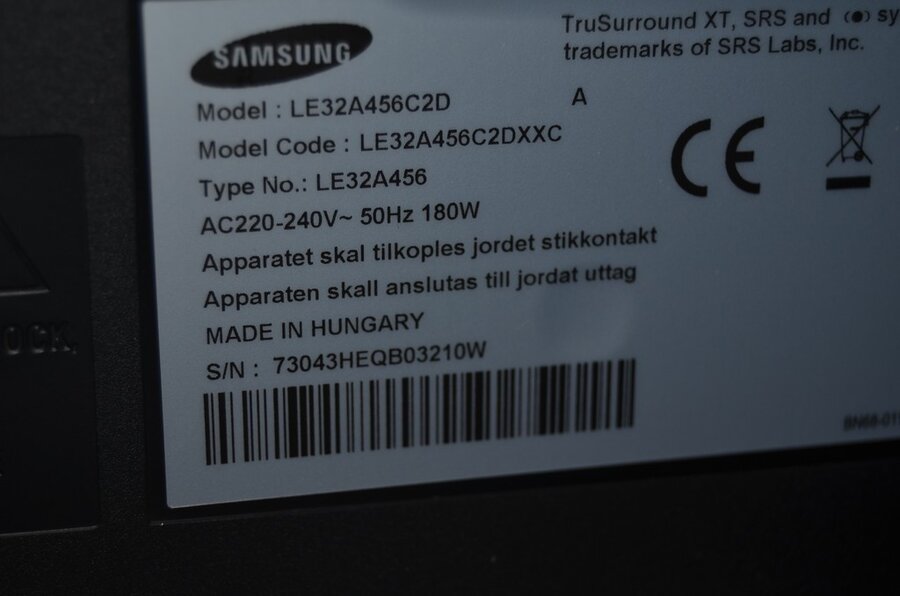 SAMSUNG
TruSurround XT, SRS and
trademarks of SRS Labs, Inc.
Model : LE32A456C2D A
Model Code : LE32A456C2DXXC
Type No.: LE32A456
AC220-240V~ 50Hz 180W
Apparatet skal tilkoples jordet stikkontakt
Apparaten skall anslutas till jordat uttag
MADE IN HUNGARY
S/N : 73043HEQB03210W
CE